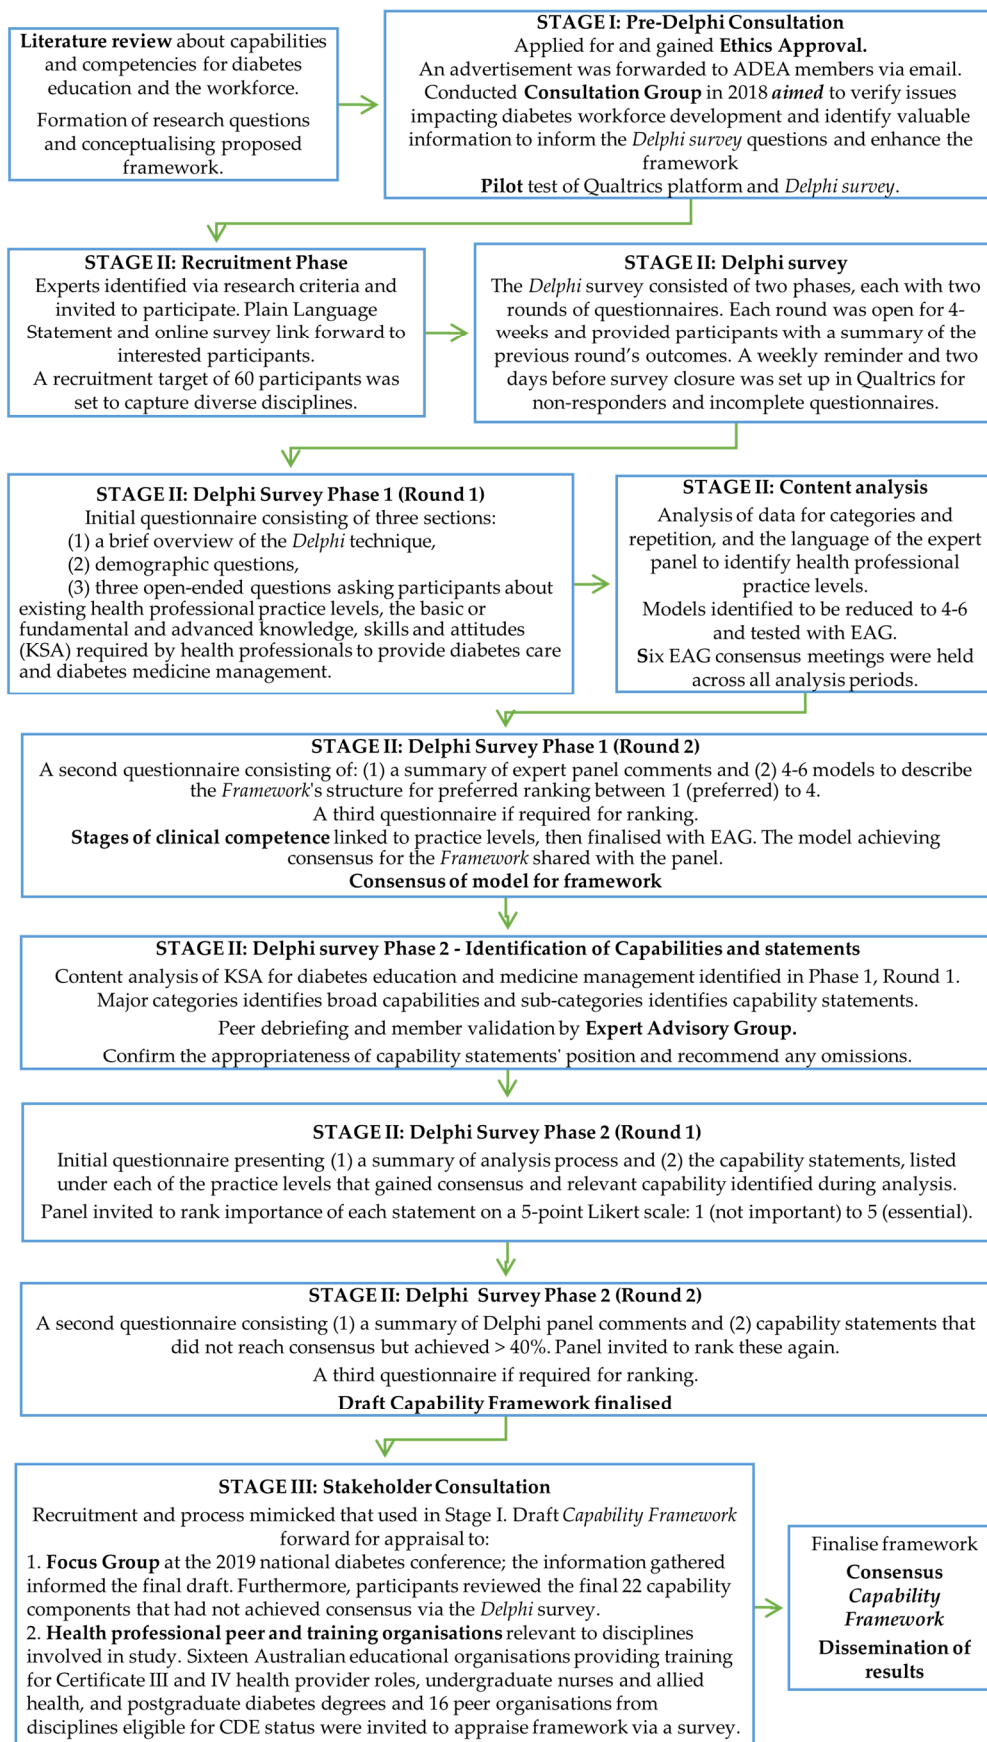 Literature review about capabilities
and competencies for diabetes
education and the workforce.
Formation of research questions
and conceptualising proposed
framework.
STAGE I: Pre-Delphi Consultation
Applied for and gained Ethics Approval.
An advertisement was forwarded to ADEA members via email.
Conducted Consultation Group in 2018 aimed to verify issues
impacting diabetes workforce development and identify valuable
information to inform the Delphi survey questions and enhance the
framework
Pilot test of Qualtrics platform and Delphi survey.
STAGE II: Recruitment Phase
Experts identified via research criteria and
invited to participate. Plain Language
Statement and online survey link forward to
interested participants.
A recruitment target of 60 participants was
set to capture diverse disciplines.
STAGE II: Delphi survey
The Delphi survey consisted of two phases, each with two
rounds of questionnaires. Each round was open for 4-
weeks and provided participants with a summary of the
previous round's outcomes. A weekly reminder and two
days before survey closure was set up in Qualtrics for
non-responders and incomplete questionnaires.
STAGE II: Delphi Survey Phase 1 (Round 1)
Initial questionnaire consisting of three sections:
(1) a brief overview of the Delphi technique,
(2) demographic questions,
(3) three open-ended questions asking participants about
existing health professional practice levels, the basic or
fundamental and advanced knowledge, skills and attitudes
(KSA) required by health professionals to provide diabetes care
and diabetes medicine management.
STAGE II: Content analysis
Analysis of data for categories and
repetition, and the language of the expert
panel to identify health professional
practice levels.
Models identified to be reduced to 4-6
and tested with EAG.
Six EAG consensus meetings were held
across all analysis periods.
STAGE II: Delphi Survey Phase 1 (Round 2)
A second questionnaire consisting of: (1) a summary of expert panel comments and (2) 4-6 models to describe
the Framework's structure for preferred ranking between 1 (preferred) to 4.
A third questionnaire if required for ranking.
Stages of clinical competence linked to practice levels, then finalised with EAG. The model achieving
consensus for the Framework shared with the panel.
Consensus of model for framework
STAGE II: Delphi survey Phase 2 - Identification of Capabilities and statements
Content analysis of KSA for diabetes education and medicine management identified in Phase 1, Round 1.
Major categories identifies broad capabilities and sub-categories identifies capability statements.
Peer debriefing and member validation by Expert Advisory Group.
Confirm the appropriateness of capability statements' position and recommend any omissions.
STAGE II: Delphi Survey Phase 2 (Round 1)
Initial questionnaire presenting (1) a summary of analysis process and (2) the capability statements, listed
under each of the practice levels that gained consensus and relevant capability identified during analysis.
Panel invited to rank importance of each statement on a 5-point Likert scale: 1 (not important) to 5 (essential).
STAGE II: Delphi Survey Phase 2 (Round 2)
A second questionnaire consisting (1) a summary of Delphi panel comments and (2) capability statements that
did not reach consensus but achieved > 40%. Panel invited to rank these again.
A third questionnaire if required for ranking.
Draft Capability Framework finalised
STAGE III: Stakeholder Consultation
Recruitment and process mimicked that used in Stage I. Draft Capability Framework
forward for appraisal to:
1. Focus Group at the 2019 national diabetes conference; the information gathered
informed the final draft. Furthermore, participants reviewed the final 22 capability
components that had not achieved consensus via the Delphi survey.
2. Health professional peer and training organisations relevant to disciplines
involved in study. Sixteen Australian educational organisations providing training
for Certificate III and IV health provider roles, undergraduate nurses and allied
health, and postgraduate diabetes degrees and 16 peer organisations from
disciplines eligible for CDE status were invited to appraise framework via a survey.
Finalise framework
Consensus
Capability
Framework
Dissemination of
results